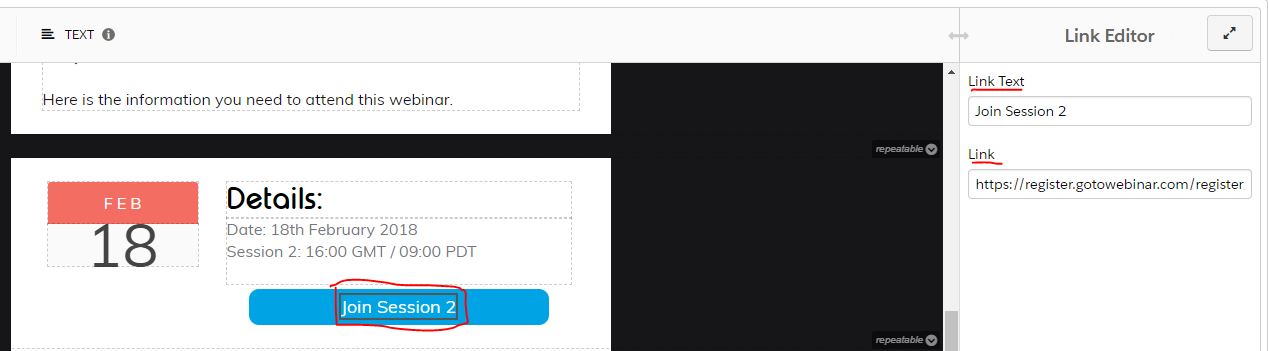 TEXT
Link Editor
Here is the information you need to attend this webinar.
repeatable
FEB
18
Details:
Date: 18th February 2018
Session 2: 16:00 GMT / 09:00 PDT
Join Session 2
repeatable
Link Text
Join Session 2
Link
https://register.gotowebinar.com/register